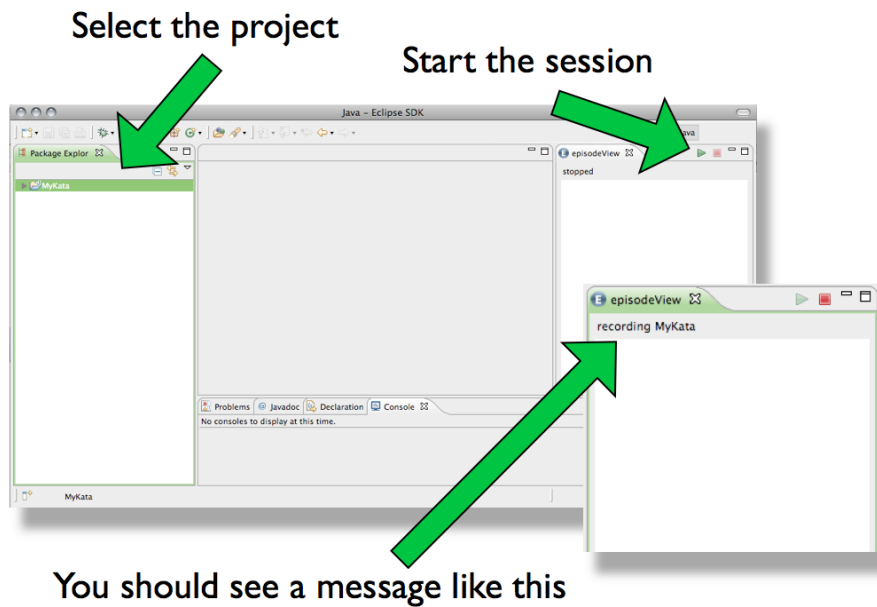 Select the project
Start the session
Java – Eclipse SDK
Package Explor
episodeView
stopped
MyKata
episodeView
recording MyKata
Problems @ Javadoc Declaration Console
No consoles to display at this time.
MyKata
You should see a message like this